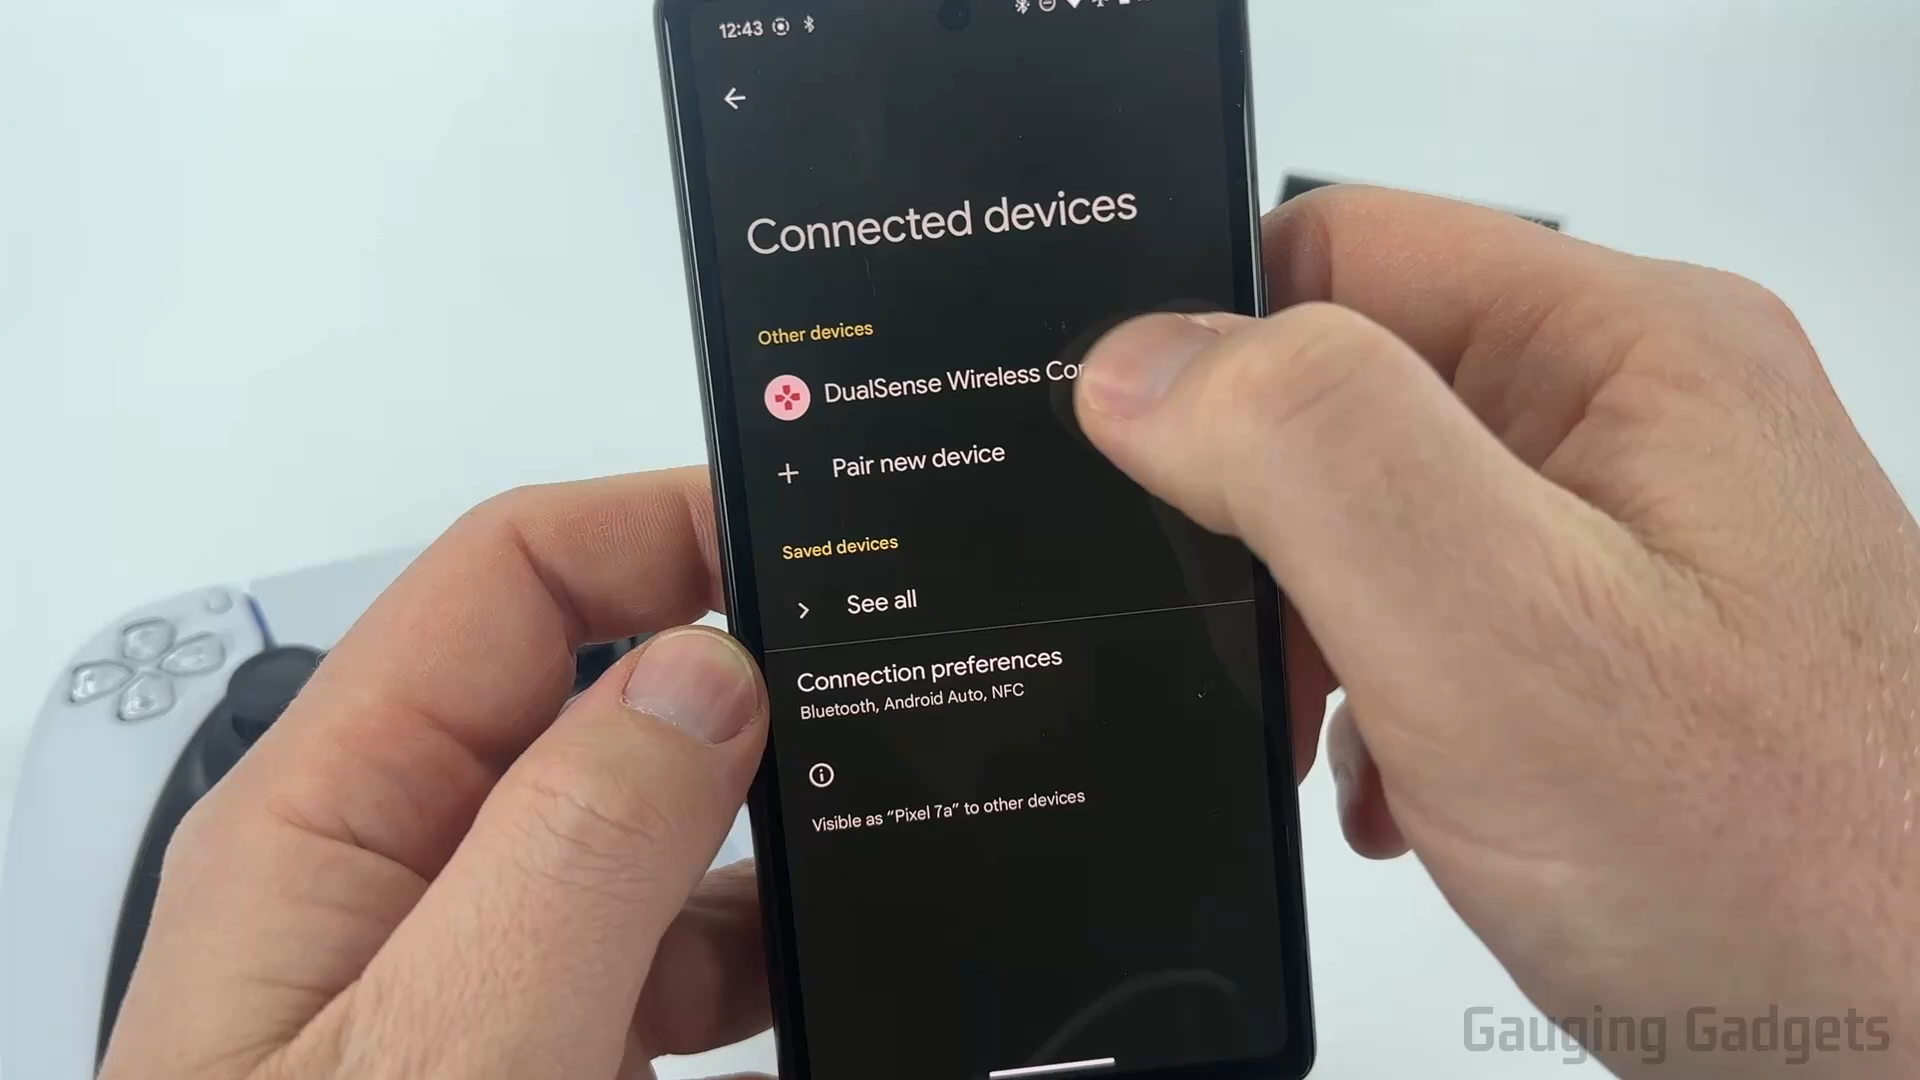 12:43
Connected devices
Other devices
DualSense Wireless Con
Pair new device
Saved devices
See all
Connection preferences
Bluetooth, Android Auto, NFC
Visible as “Pixel 7a” to other devices
Gauging Gadgets